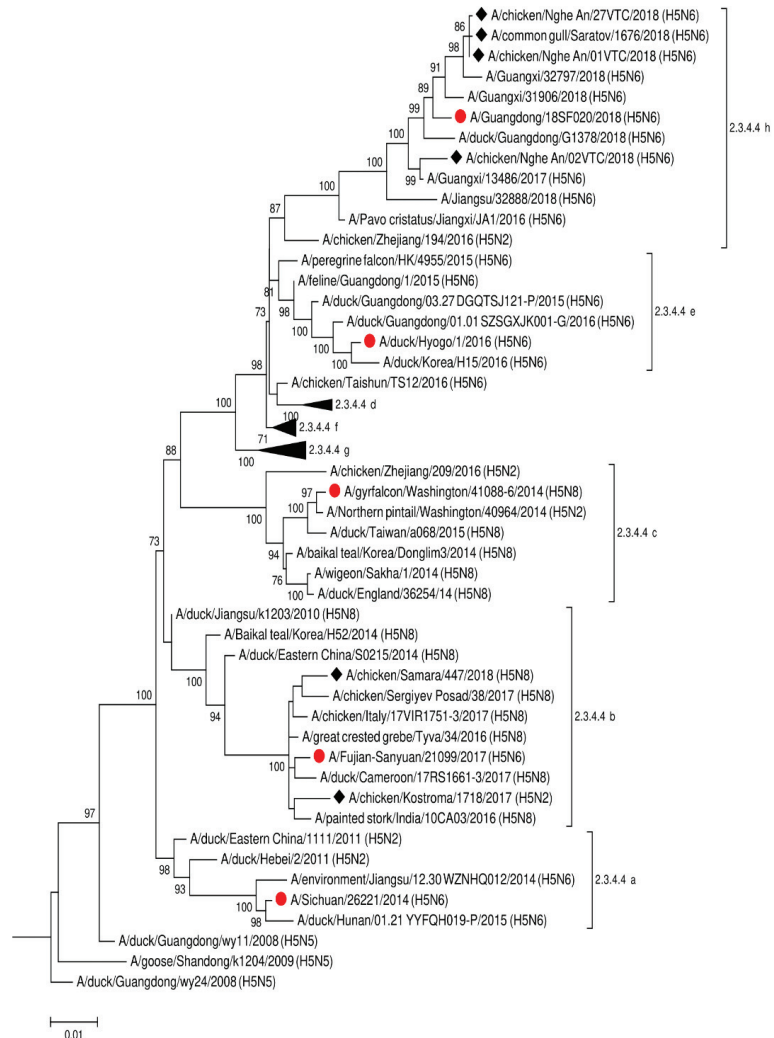 A/chicken/Nghe An/27VTC/2018 (H5N6)
86
A/common gull/Saratov/1676/2018 (H5N6)
98
A/chicken/Nghe An/01VTC/2018 (H5N6)
91
A/Guangxi/32797/2018 (H5N6)
89
A/Guangxi/31906/2018 (H5N6)
99
A/Guangdong/18SF020/2018 (H5N6)
100
A/duck/Guangdong/G1378/2018 (H5N6)
2.3.4.4 h
A/chicken/Nghe An/02VTC/2018 (H5N6)
100
99
A/Guangxi/13486/2017 (H5N6)
100
A/Jiangsu/32888/2018 (H5N6)
87
A/Pavo cristatus/Jiangxi/JA1/2016 (H5N6)
A/chicken/Zhejiang/194/2016 (H5N2)
A/peregrine falcon/HK/4955/2015 (H5N6)
81
A/feline/Guangdong/1/2015 (H5N6)
73
98
A/duck/Guangdong/03.27 DGQTSJ121-P/2015 (H5N6)
2.3.4.4 e
100
A/duck/Guangdong/01.01 SZSGXJK001-G/2016 (H5N6)
100
A/duck/Hyogo/1/2016 (H5N6)
98
100
A/duck/Korea/H15/2016 (H5N6)
A/chicken/Taishun/TS12/2016 (H5N6)
100
2.3.4.4 d
100
2.3.4.4 f
88
71
100
2.3.4.4 g
A/chicken/Zhejiang/209/2016 (H5N2)
97
A/gyrfalcon/Washington/41088-6/2014 (H5N8)
100
100
A/Northern pintail/Washington/40964/2014 (H5N2)
73
A/duck/Taiwan/a068/2015 (H5N8)
2.3.4.4 c
94
A/baikal teal/Korea/Donglim3/2014 (H5N8)
76
A/wigeon/Sakha/1/2014 (H5N8)
100
A/duck/England/36254/14 (H5N8)
A/duck/Jiangsu/k1203/2010 (H5N8)
A/Baikal teal/Korea/H52/2014 (H5N8)
100
A/duck/Eastern China/S0215/2014 (H5N8)
100
A/chicken/Samara/447/2018 (H5N8)
94
A/chicken/Sergiyev Posad/38/2017 (H5N8)
A/chicken/Italy/17VIR1751-3/2017 (H5N8)
2.3.4.4 b
A/great crested grebe/Tyva/34/2016 (H5N8)
100
A/Fujian-Sanyuan/21099/2017 (H5N6)
A/duck/Cameroon/17RS1661-3/2017 (H5N8)
A/chicken/Kostroma/1718/2017 (H5N2)
97
A/painted stork/India/10CA03/2016 (H5N8)
A/duck/Eastern China/1111/2011 (H5N2)
98
A/duck/Hebei/2/2011 (H5N2)
93
A/environment/Jiangsu/12.30 WZNHQ012/2014 (H5N6)
2.3.4.4 a
100
A/Sichuan/26221/2014 (H5N6)
98
A/duck/Hunan/01.21 YYFQH019-P/2015 (H5N6)
A/duck/Guangdong/wy11/2008 (H5N5)
A/goose/Shandong/k1204/2009 (H5N5)
A/duck/Guangdong/wy24/2008 (H5N5)
0.01